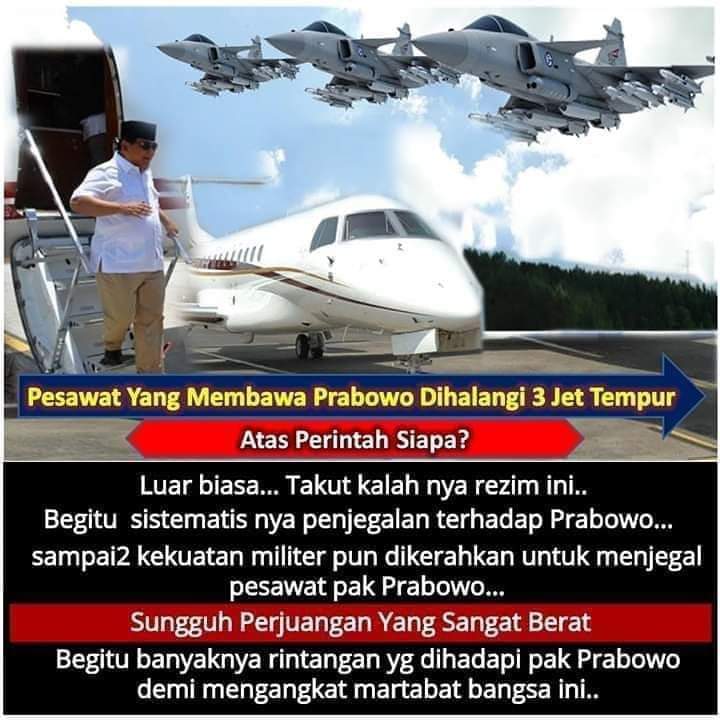 Pesawat Yang Membawa Prabowo Dihalangi 3 Jet Tempur
Atas Perintah Siapa?
Luar biasa... Takut kalah nya rezim ini..
Begitu sistematis nya penjegalan terhadap Prabowo...
sampai2 kekuatan militer pun dikerahkan untuk menjegal
pesawat pak Prabowo...
Sungguh Perjuangan Yang Sangat Berat
Begitu banyaknya rintangan yg dihadapi pak Prabowo
demi mengangkat martabat bangsa ini..